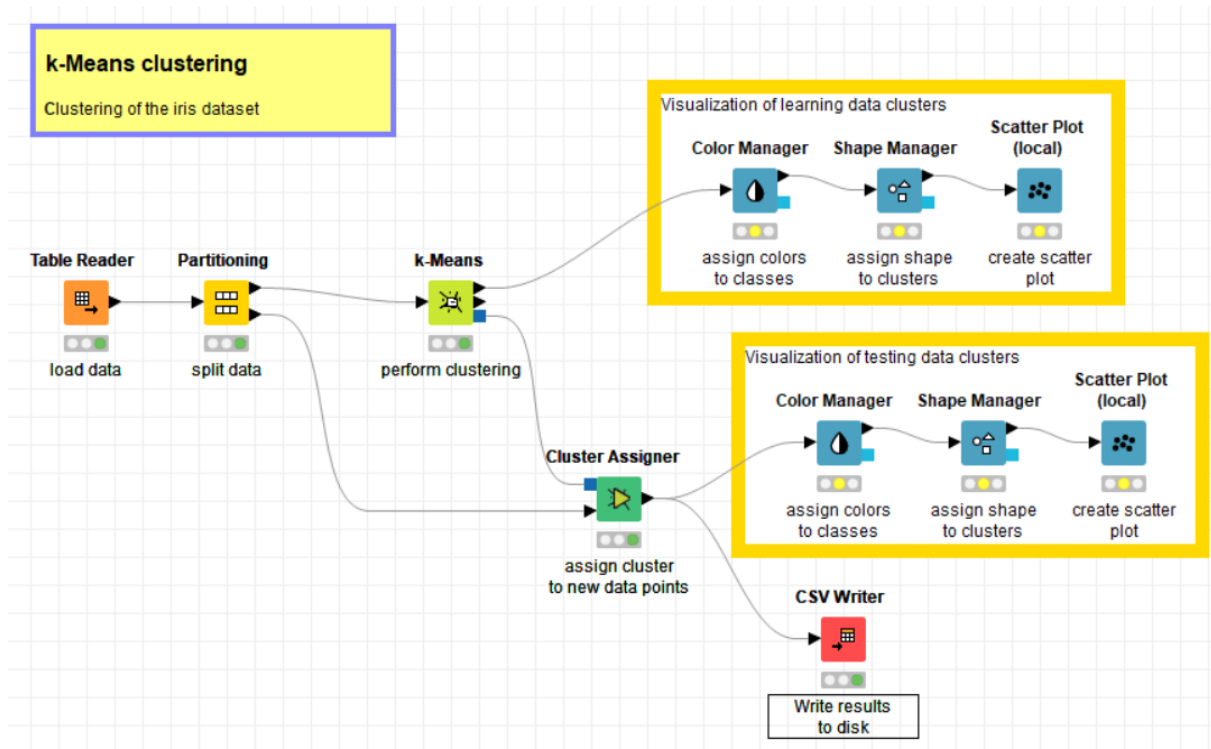 k-Means clustering
Clustering of the iris dataset
Visualization of learning data clusters
Color Manager
Shape Manager
Scatter Plot
(local)
assign colors
to classes
assign shape
to clusters
create scatter
plot
Table Reader
load data
Partitioning
split data
k-Means
perform clustering
Visualization of testing data clusters
Color Manager
Shape Manager
Scatter Plot
(local)
assign colors
to classes
assign shape
to clusters
create scatter
plot
Cluster Assigner
assign cluster
to new data points
CSV Writer
Write results
to disk